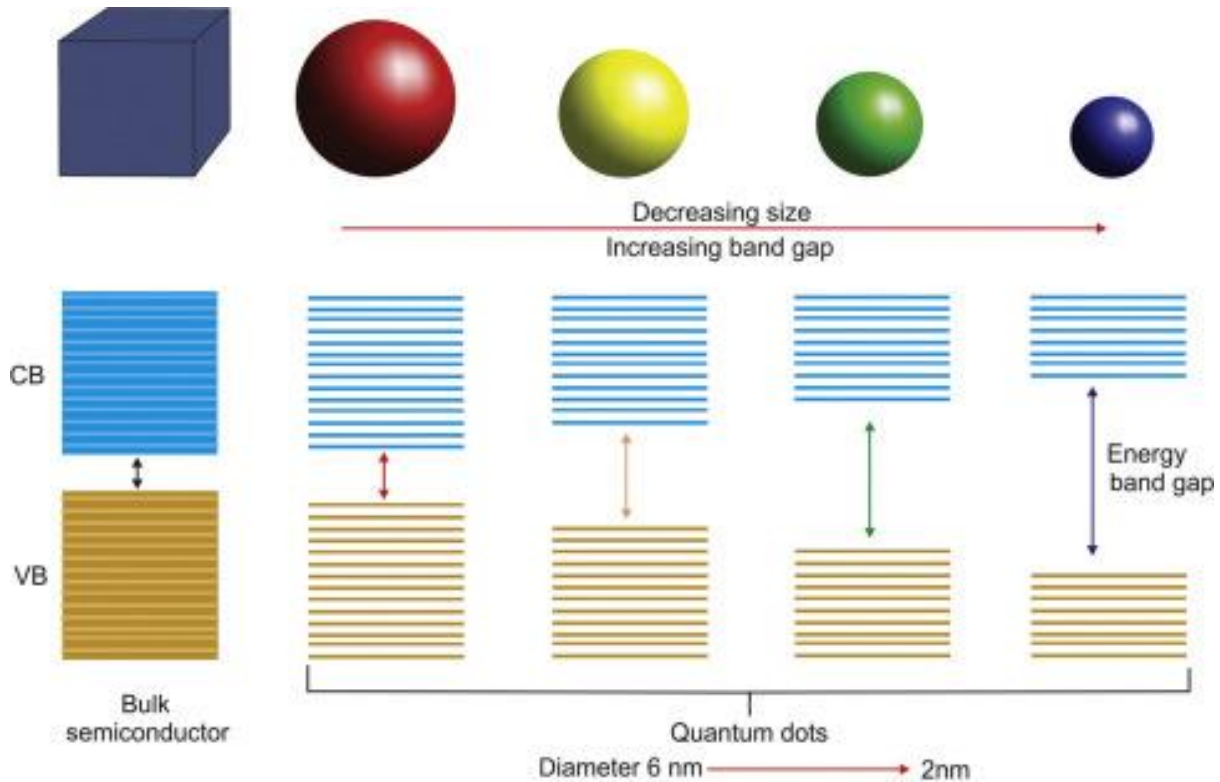 Decreasing size
Increasing band gap
CB
Energy
band gap
VB
Bulk
semiconductor
Quantum dots
Diameter 6 nm
2nm